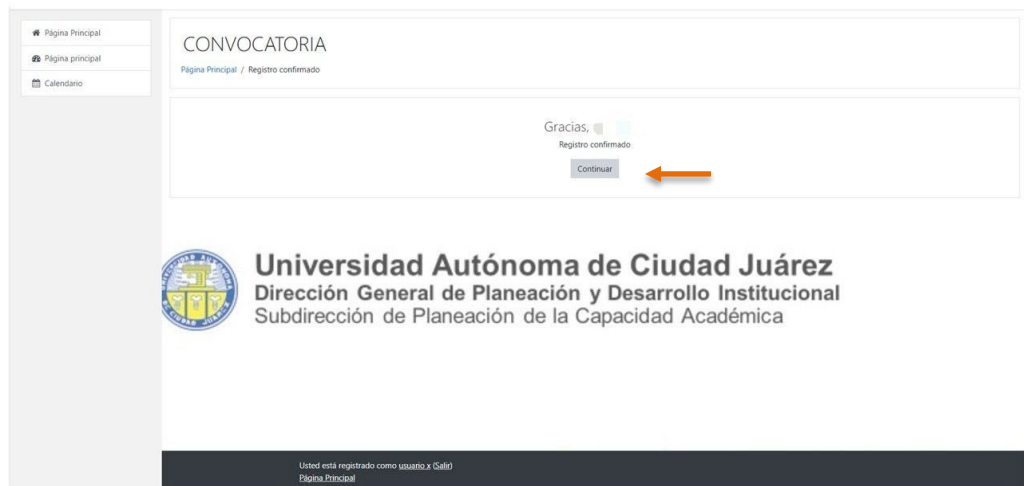 Página Principal
Página principal
Calendario
CONVOCATORIA
Página Principal / Registro confirmado
Gracias,
Registro confirmado
Continuar
Universidad Autónoma de Ciudad Juárez
Dirección General de Planeación y Desarrollo Institucional
Subdirección de Planeación de la Capacidad Académica
Usted está registrado como usuario x (Salir)
Página Principal